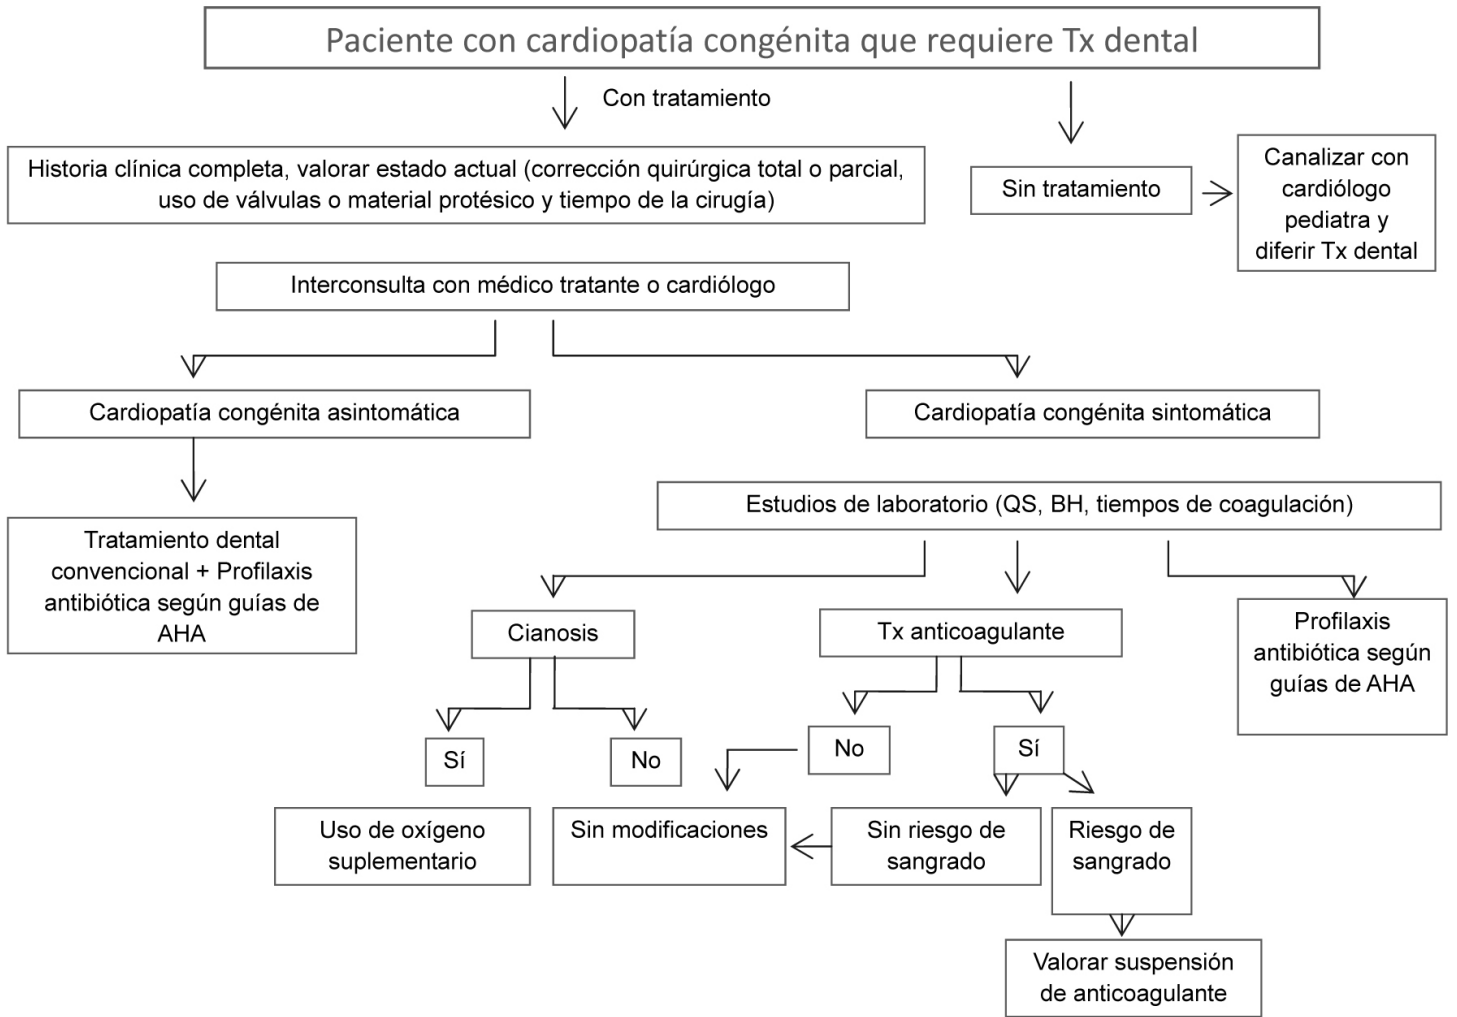 Paciente con cardiopatía congénita que requiere Tx dental
Con tratamiento
Historia clínica completa, valorar estado actual (corrección quirúrgica total o parcial,
uso de válvulas o material protésico y tiempo de la cirugía)
Sin tratamiento
Canalizar con
cardiólogo
pediatra y
diferir Tx dental
Interconsulta con médico tratante o cardiólogo
Cardiopatía congénita asintomática
Cardiopatía congénita sintomática
Tratamiento dental
convencional + Profilaxis
antibiótica según guías de
AHA
Estudios de laboratorio (QS, BH, tiempos de coagulación)
Cianosis
Tx anticoagulante
Profilaxis
antibiótica según
guías de AHA
Sí
No
No
Sí
Uso de oxígeno
suplementario
Sin modificaciones
Sin riesgo de
sangrado
Riesgo de
sangrado
Valorar suspensión
de anticoagulante